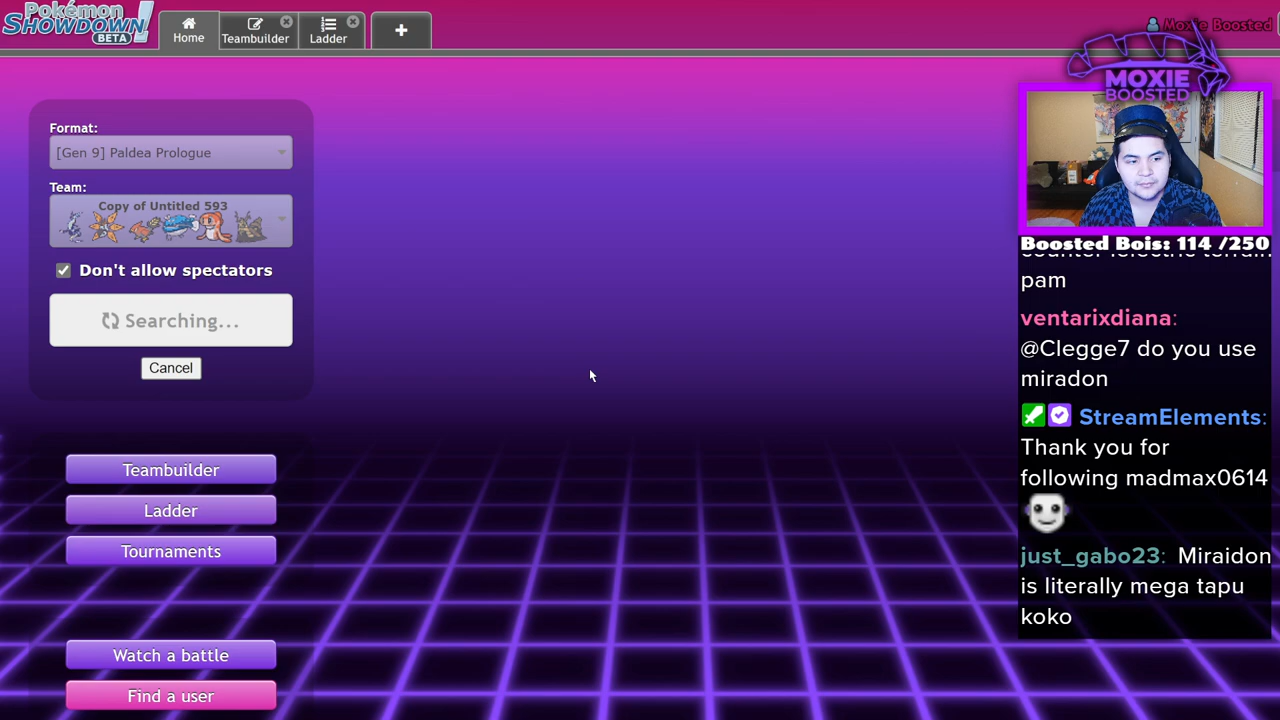 Pokémon
SHOWDOWN!
BETA
Home
Teambuilder
Ladder
+
Moxie Boosted
MOXIE
BOOSTED
Format:
[Gen 9] Paldea Prologue
Team:
Copy of Untitled 593
Don't allow spectators
Searching...
Cancel
Teambuilder
Ladder
Tournaments
Watch a battle
Find a user
Boosted Bois: 114 /250
pam
ventarixdiana:
@Clegge7 do you use
miradon
StreamElements:
Thank you for
following madmax0614
just_gabo23: Miraidon
is literally mega tapu
koko